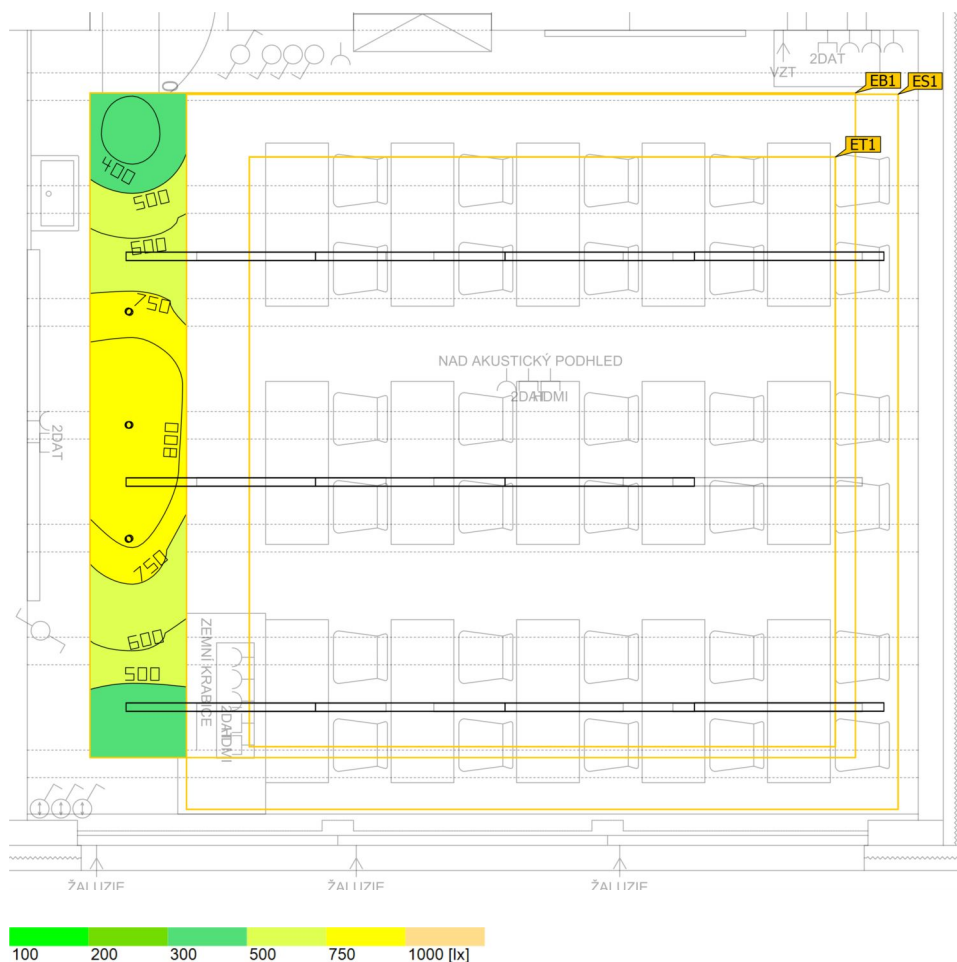 EB1
ES1
VZT
2DAT
ET1
400
500
600
750
NAD AKUSTICKÝ PODHLED
2DAT
HDMI
2DAT
800
750
600
500
ZEMNÍ KRABICE
2DAT
HDMI
ŽALUZIE
ŽALUZIE
ŽALUZIE
100 200 300 500 750 1000 [lx]